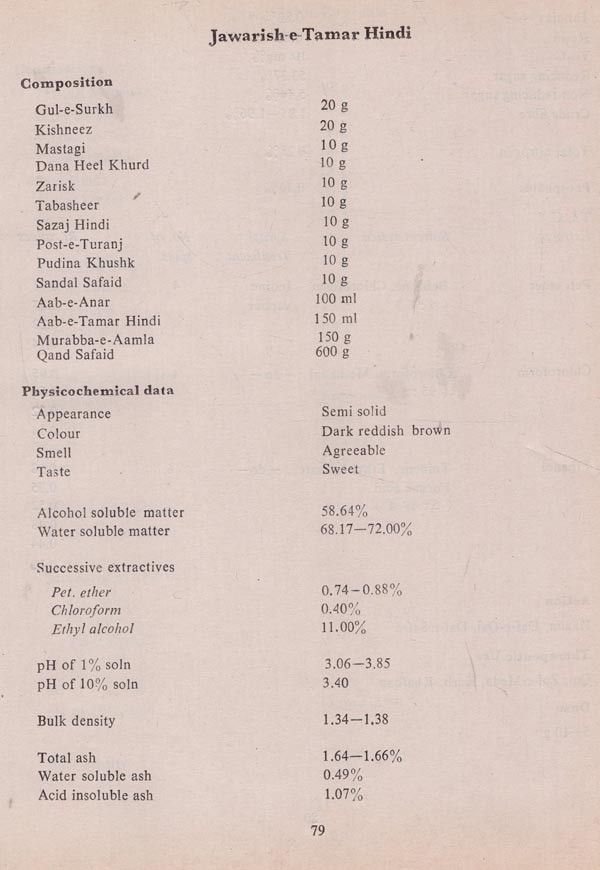 Jawarish-e-Tamar Hindi
Composition
Gul-e-Surkh 20 g
Kishneez 20 g
Mastagi 10 g
Dana Heel Khurd 10 g
Zarisk 10 g
Tabasheer 10 g
Sazaj Hindi 10 g
Post-e-Turanj 10 g
Pudina Khushk 10 g
Sandal Safaid 10 g
Aab-e-Anar 100 ml
Aab-e-Tamar Hindi 150 ml
Murabba-e-Aamla 150 g
Qand Safaid 600 g
Physicochemical data
Appearance Semi solid
Colour Dark reddish brown
Smell Agreeable
Taste Sweet
Alcohol soluble matter 58.64%
Water soluble matter 68.17—72.00%
Successive extractives
Pet. ether 0.74—0.88%
Chloroform 0.40%
Ethyl alcohol 11.00%
pH of 1% soln 3.06—3.85
pH of 10% soln 3.40
Bulk density 1.34—1.38
Total ash 1.64—1.66%
Water soluble ash 0.49%
Acid insoluble ash 1.07%
79